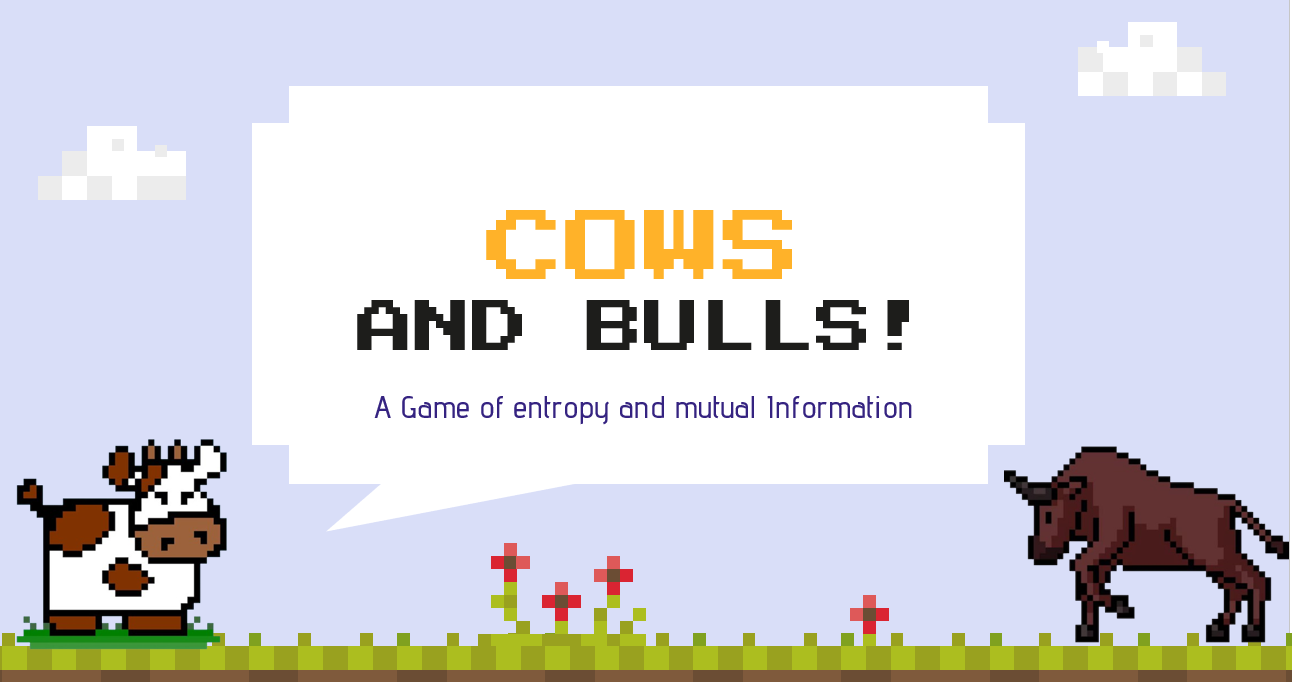 COWS
AND BULLS!
A Game of entropy and mutual Information